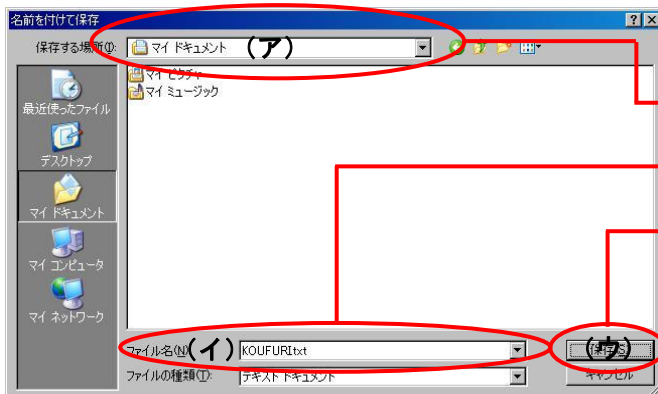 名前を付けて保存
保存する場所(I):
マイ ドキュメント
(ア)
マイ ピクチャ
マイ ミュージック
最近使ったファイル
デスクトップ
マイ ドキュメント
マイ コンピュータ
マイ ネットワーク
ファイル名(N)
(イ)
KOUFURItxt
保存(S)
(ウ)
ファイルの種類(T):
テキスト ドキュメント
キャンセル